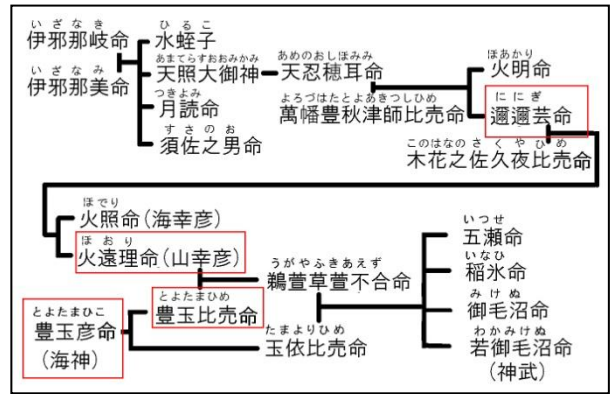 いざなき
伊邪那岐命
いざなみ
伊邪那美命
ひるこ
水蛭子
あまてらすおおみかみ
天照大御神
つきよみ
月読命
すさのお
須佐之男命
あめのおしほみみ
天忍穂耳命
よろづはたとよあきつしひめ
萬幡豊秋津師比売命
ほあかり
火明命
ににぎ
邇邇芸命
このはなのさくやひめ
木花之佐久夜比売命
ほでり
火照命(海幸彦)
ほおり
火遠理命(山幸彦)
とよたまひこ
豊玉彦命
(海神)
とよたまひめ
豊玉比売命
うがやふきあえず
鵜萱草萱不合命
たまよりひめ
玉依比売命
いつせ
五瀬命
いなひ
稲氷命
みけぬ
御毛沼命
わかみけぬ
若御毛沼命
(神武)